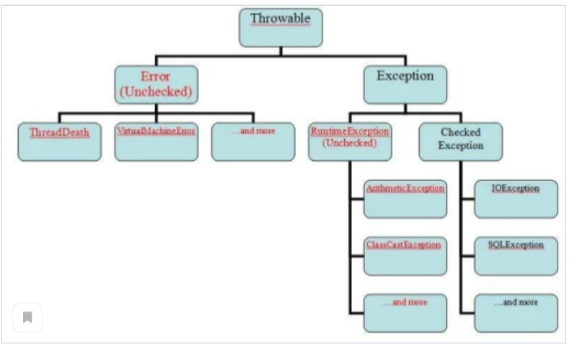 Throwable
Error
(Unchecked)
Exception
ThreadDeath
VirtualMachineError
...and more
RuntimeException
(Unchecked)
Checked
Exception
ArithmeticException
IOException
ClassCastException
SQLException
...and more
...and more